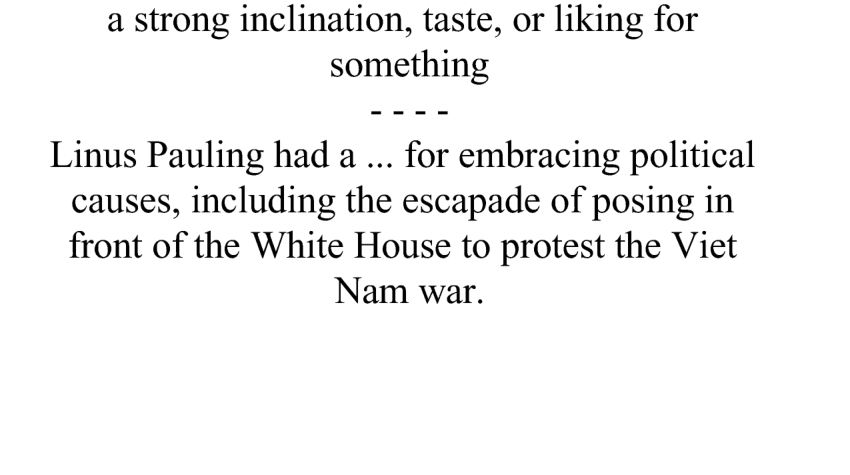 a strong inclination, taste, or liking for
something
- - - -
Linus Pauling had a ... for embracing political
causes, including the escapade of posing in
front of the White House to protest the Viet
Nam war.